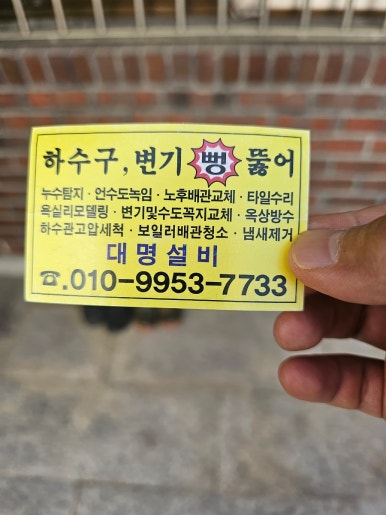 하수구, 변기 뻥 뚫어
누수탐지 · 언수도녹임 · 노후배관교체 · 타일수리
욕실리모델링 · 변기및수도꼭지교체 · 옥상방수
하수관고압세척 · 보일러배관청소 · 냄새제거
대명설비
☎.010-9953-7733